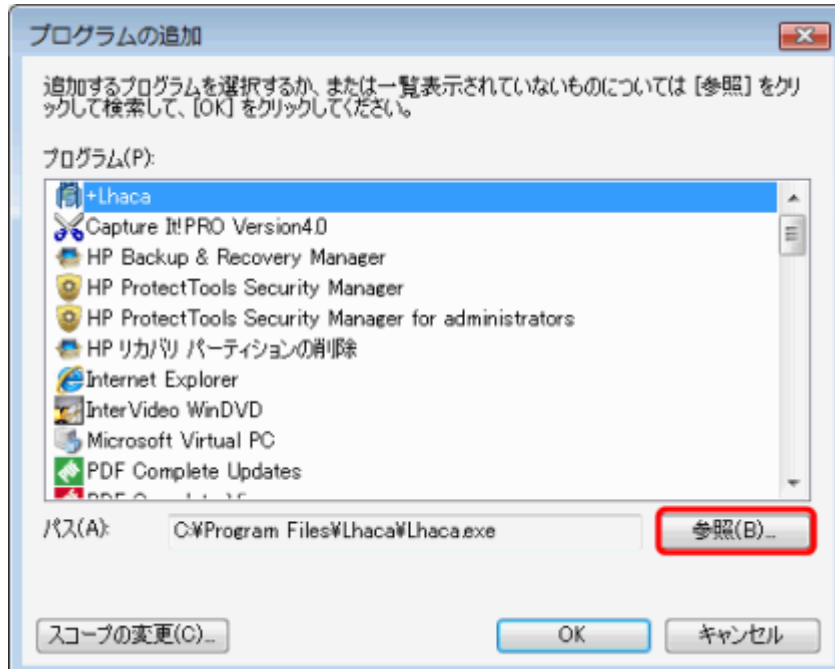 プログラムの追加
追加するプログラムを選択するか、または一覧表示されていないものについては [参照] をクリ
ックして検索して、[OK] をクリックしてください。
プログラム(P):
+Lhaca
Capture It!PRO Version4.0
HP Backup & Recovery Manager
HP ProtectTools Security Manager
HP ProtectTools Security Manager for administrators
HP リカバリ パーティションの削除
Internet Explorer
InterVideo WinDVD
Microsoft Virtual PC
PDF Complete Updates
パス(A):
C:¥Program Files¥Lhaca¥Lhaca.exe
参照(B)...
スコープの変更(C)...
OK
キャンセル